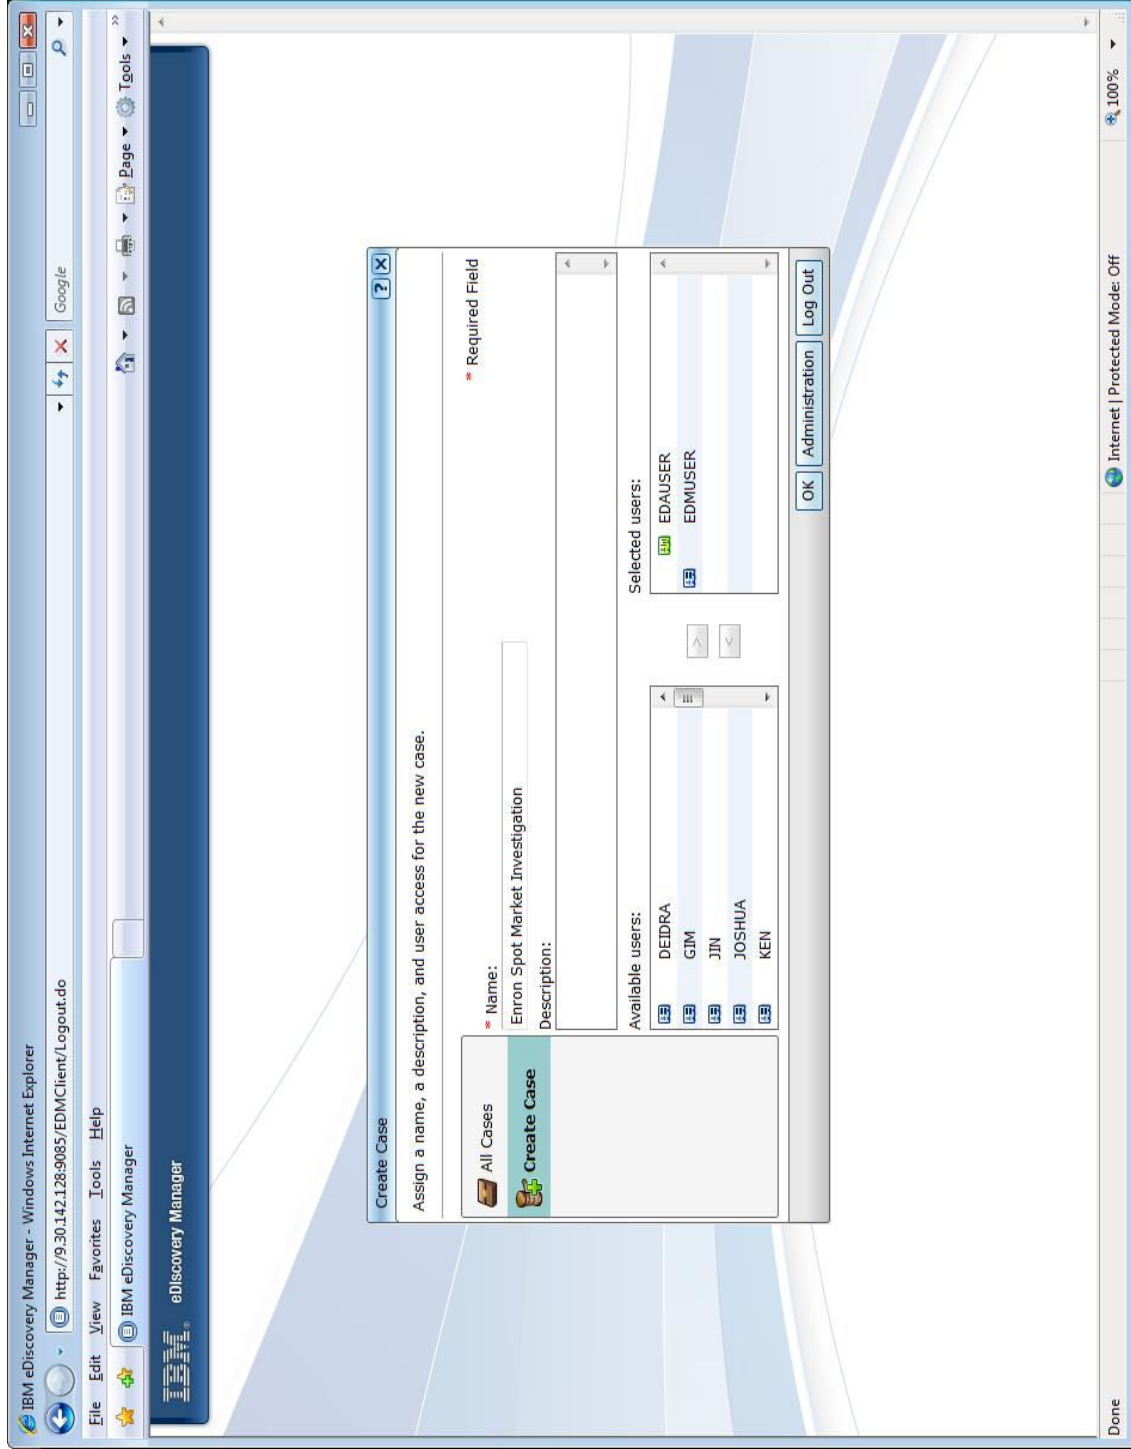 IBM eDiscovery Manager - Windows Internet Explorer
http://9.30.142.128:9085/EDMClient/Logout.do
Google
File Edit View Favorites Tools Help
IBM eDiscovery Manager
Page Tools
IBM eDiscovery Manager
Create Case
Assign a name, a description, and user access for the new case.
* Required Field
All Cases
Create Case
* Name:
Enron Spot Market Investigation
Description:
Available users:
Selected users:
DEIDRA
GIM
JIN
JOSHUA
KEN
EDAUSER
EDMUSER
OK Administration Log Out
Done
Internet | Protected Mode: Off
100%